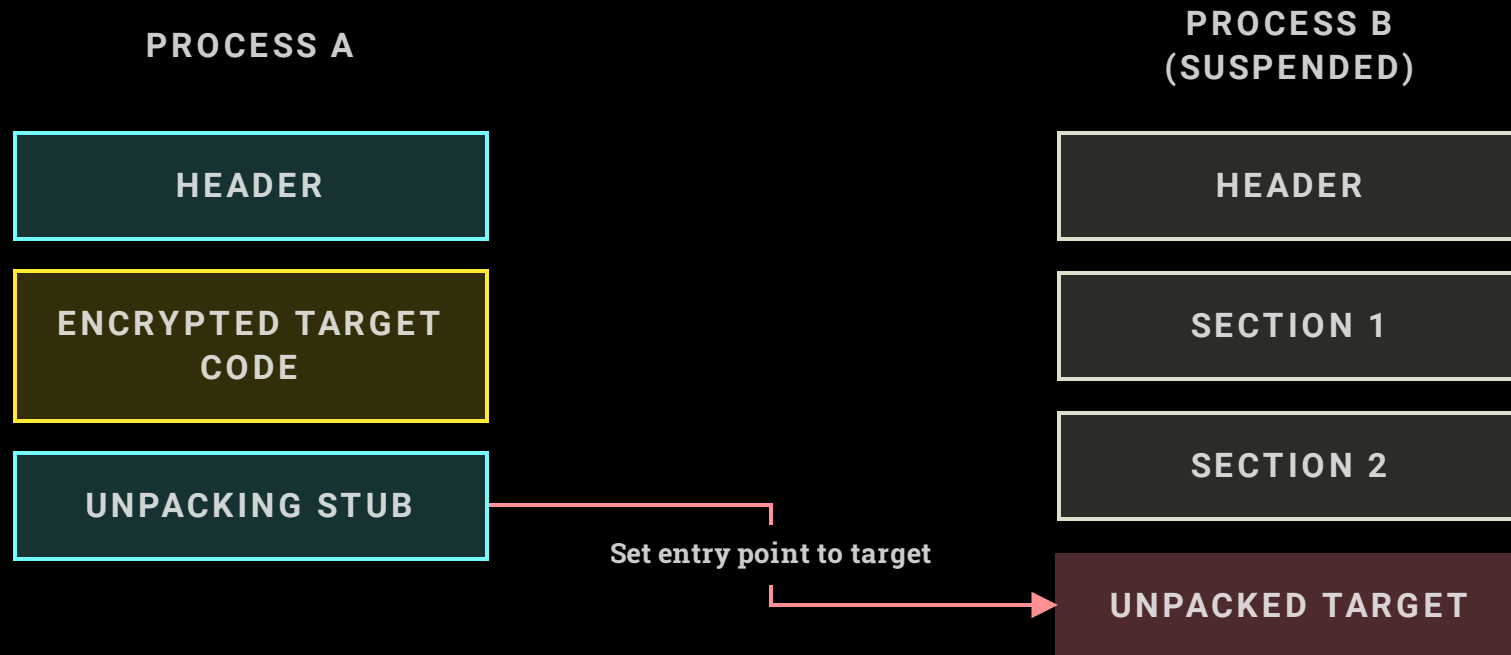 PROCESS A
HEADER
ENCRYPTED TARGET
CODE
UNPACKING STUB
Set entry point to target
PROCESS B
(SUSPENDED)
HEADER
SECTION 1
SECTION 2
UNPACKED TARGET